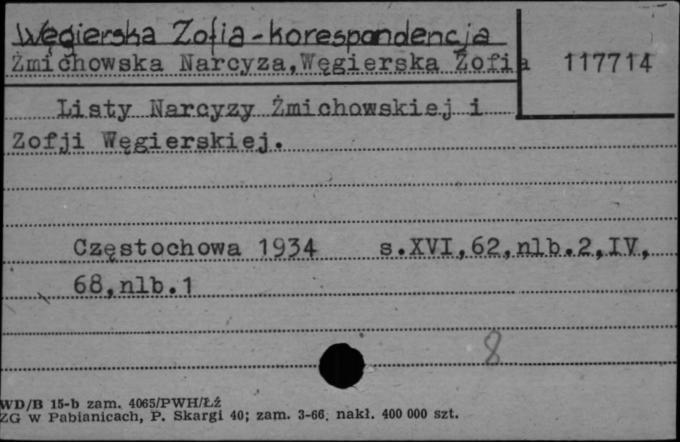 Węgierska Zofia - korespondencja
Żmichowska Narcyza, Węgierska Zofia 117714
Listy Narcyzy Żmichowskiej i
Zofji Węgierskiej.
Częstochowa 1934 s.XVI,62,nlb.2,IV,
68,nlb.1
8
WD/B 15-b zam. 4065/PWH/ŁŹ
ZG w Pabianicach, P. Skargi 40; zam. 3-66, nakł. 400 000 szt.